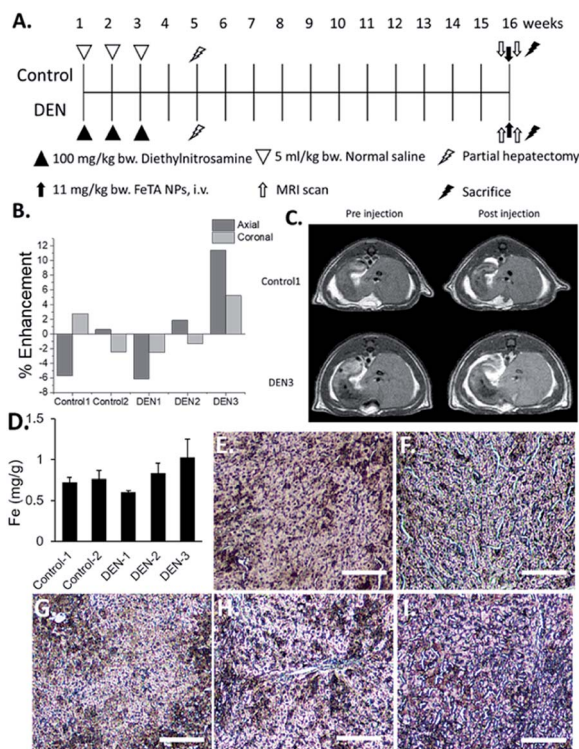 A.
1 2 3 4 5 6 7 8 9 10 11 12 13 14 15 16 weeks
Control
DEN
100 mg/kg bw. Diethylnitrosamine
5 ml/kg bw. Normal saline
Partial hepatectomy
11 mg/kg bw. FeTA NPs, i.v.
MRI scan
Sacrifice
B.
Axial
Coronal
% Enhancement
12
10
8
6
4
2
0
-2
-4
-6
-8
Control1 Control2 DEN1 DEN2 DEN3
C.
Pre injection Post injection
Control1
DEN3
D.
Fe (mg/g)
1.5
1
0.5
0
Control-1 Control-2 DEN-1 DEN-2 DEN-3
E.
F.
G.
H.
I.